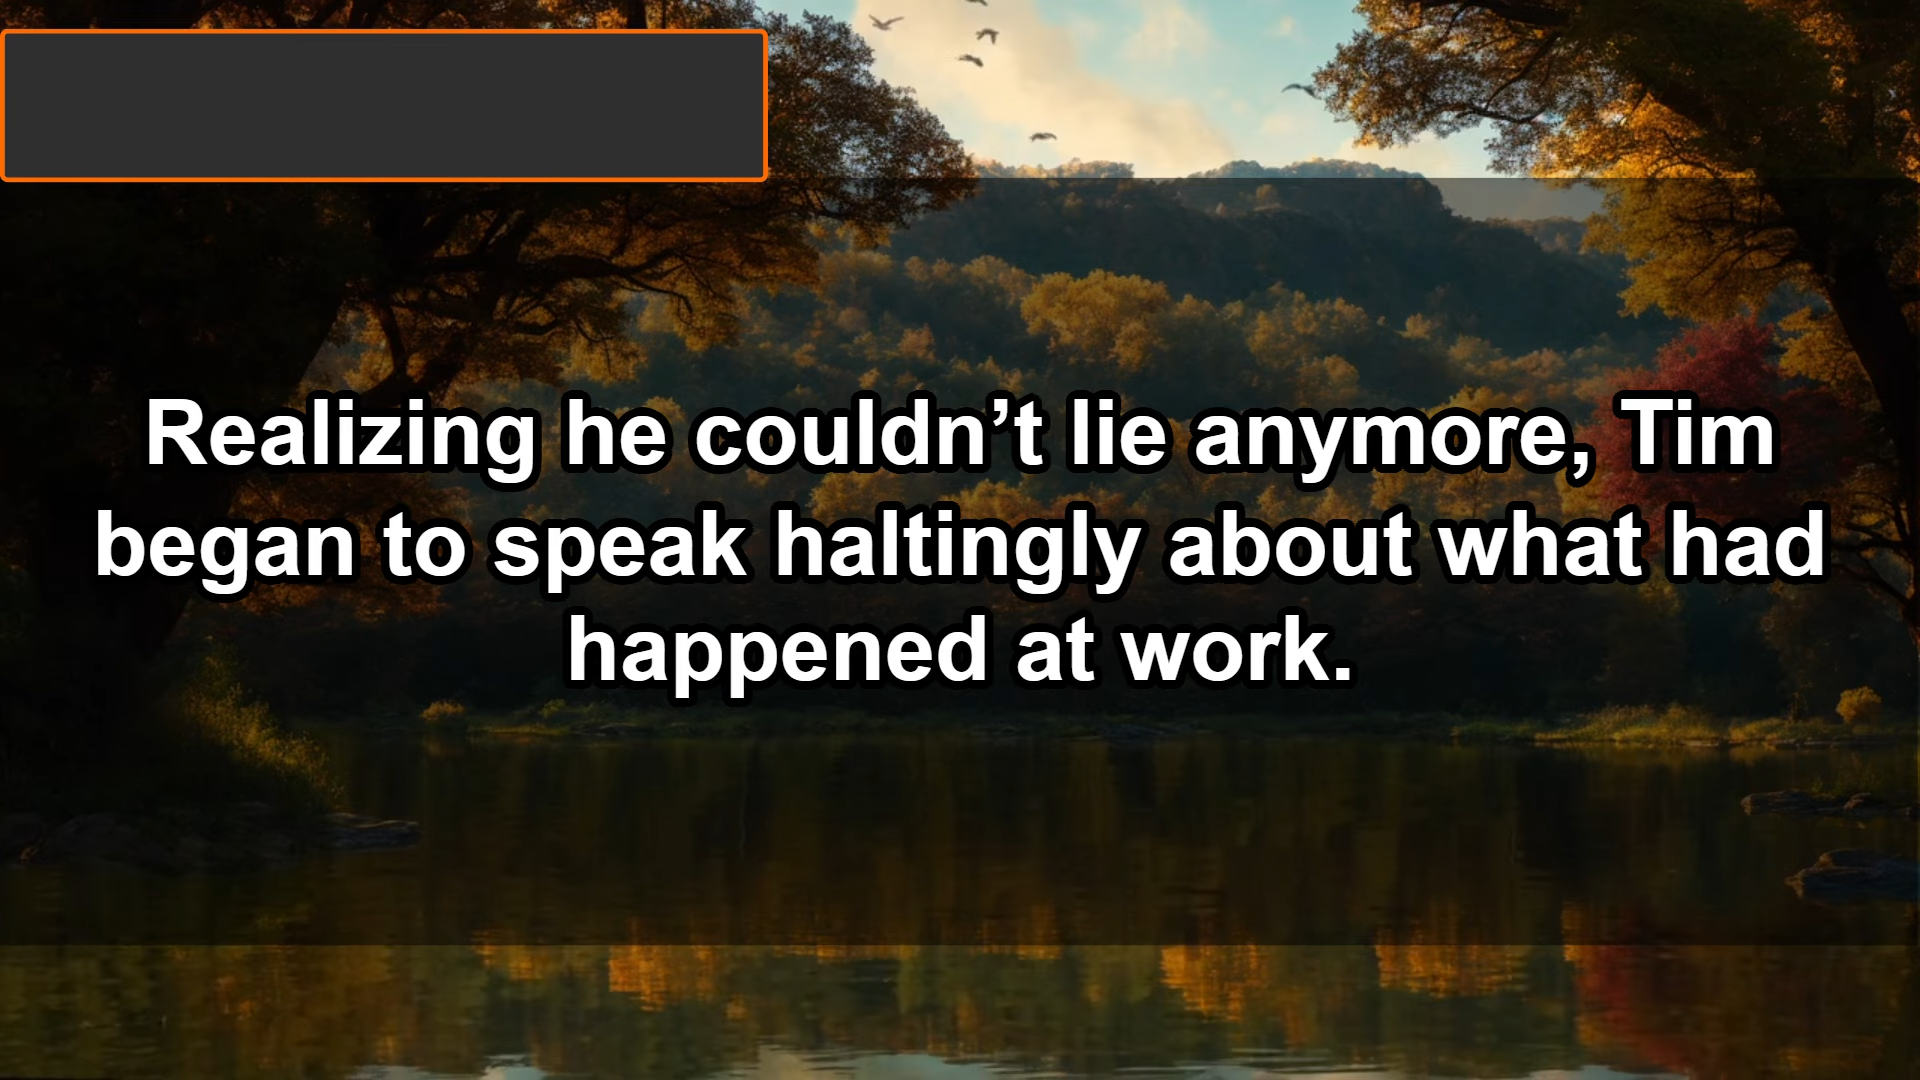 Realizing he couldn’t lie anymore, Tim
began to speak haltingly about what had
happened at work.